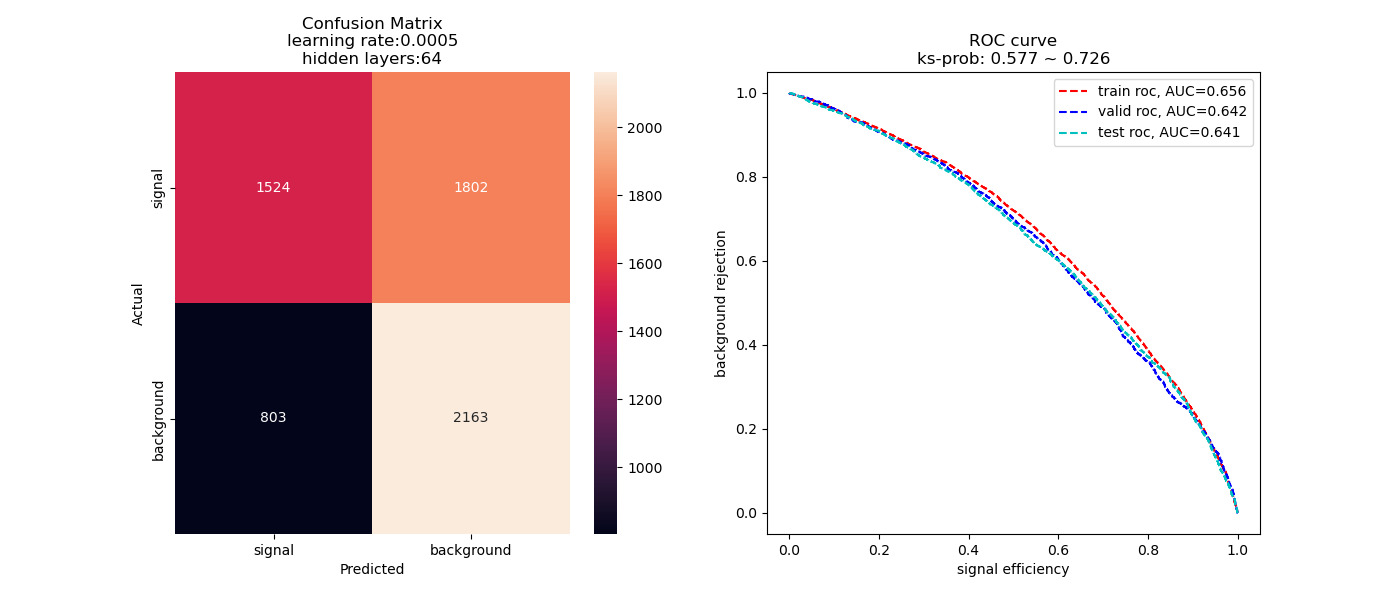 Confusion Matrix
learning rate:0.0005
hidden layers:64
signal
background
Actual
1524
1802
803
2163
signal
background
Predicted
2000
1800
1600
1400
1200
1000
ROC curve
ks-prob: 0.577 ~ 0.726
train roc, AUC=0.656
valid roc, AUC=0.642
test roc, AUC=0.641
background rejection
1.0
0.8
0.6
0.4
0.2
0.0
0.0
0.2
0.4
0.6
0.8
1.0
signal efficiency